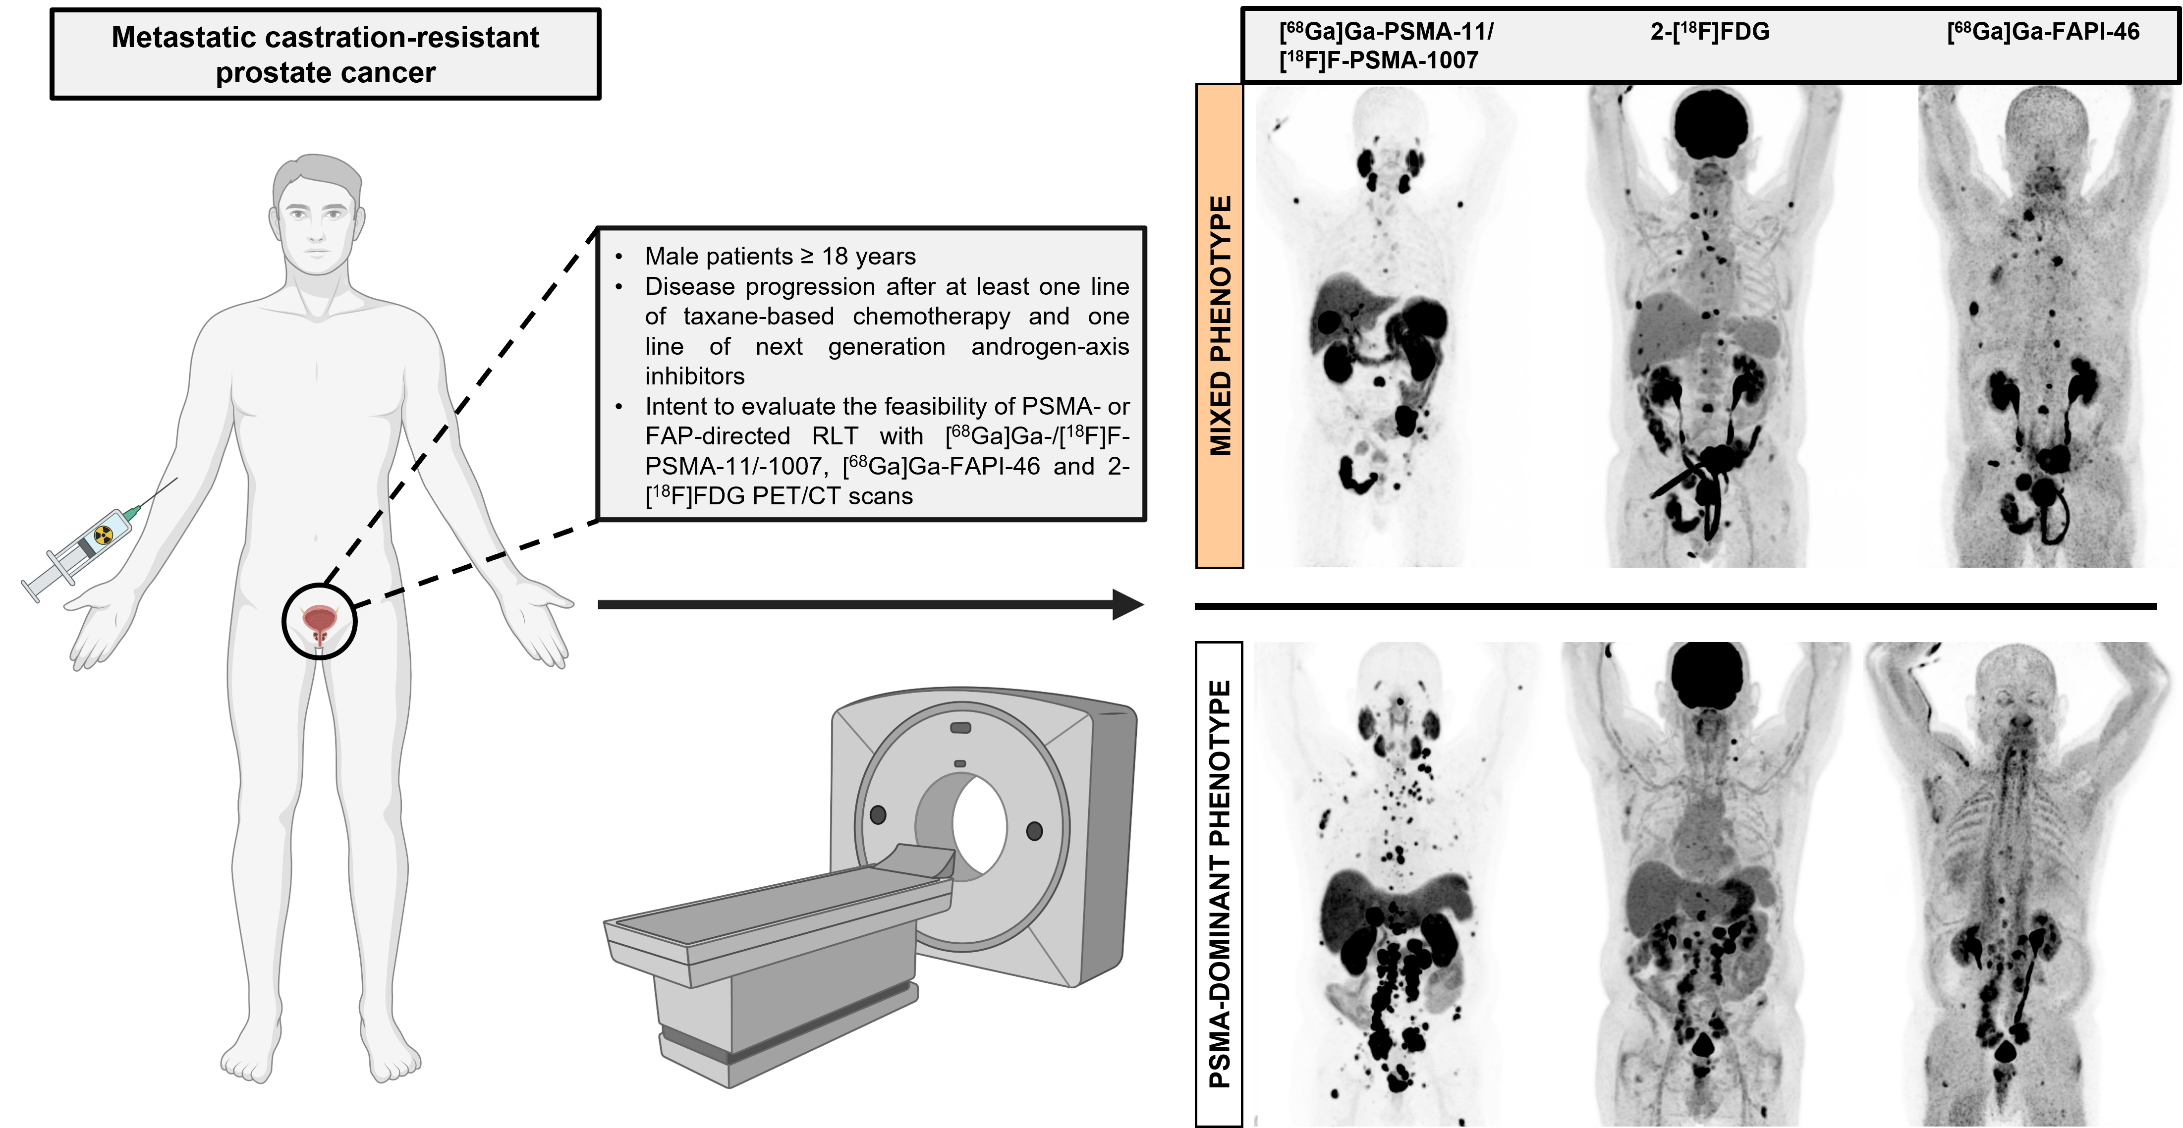 Metastatic castration-resistant
prostate cancer
• Male patients ≥ 18 years
• Disease progression after at least one line
of taxane-based chemotherapy and one
line of next generation androgen-axis
inhibitors
• Intent to evaluate the feasibility of PSMA- or
FAP-directed RLT with [⁶⁸Ga]Ga-/[¹⁸F]F-
PSMA-11/-1007, [⁶⁸Ga]Ga-FAPI-46 and 2-
[¹⁸F]FDG PET/CT scans
[⁶⁸Ga]Ga-PSMA-11/
[¹⁸F]F-PSMA-1007
2-[¹⁸F]FDG
[⁶⁸Ga]Ga-FAPI-46
MIXED PHENOTYPE
PSMA-DOMINANT PHENOTYPE